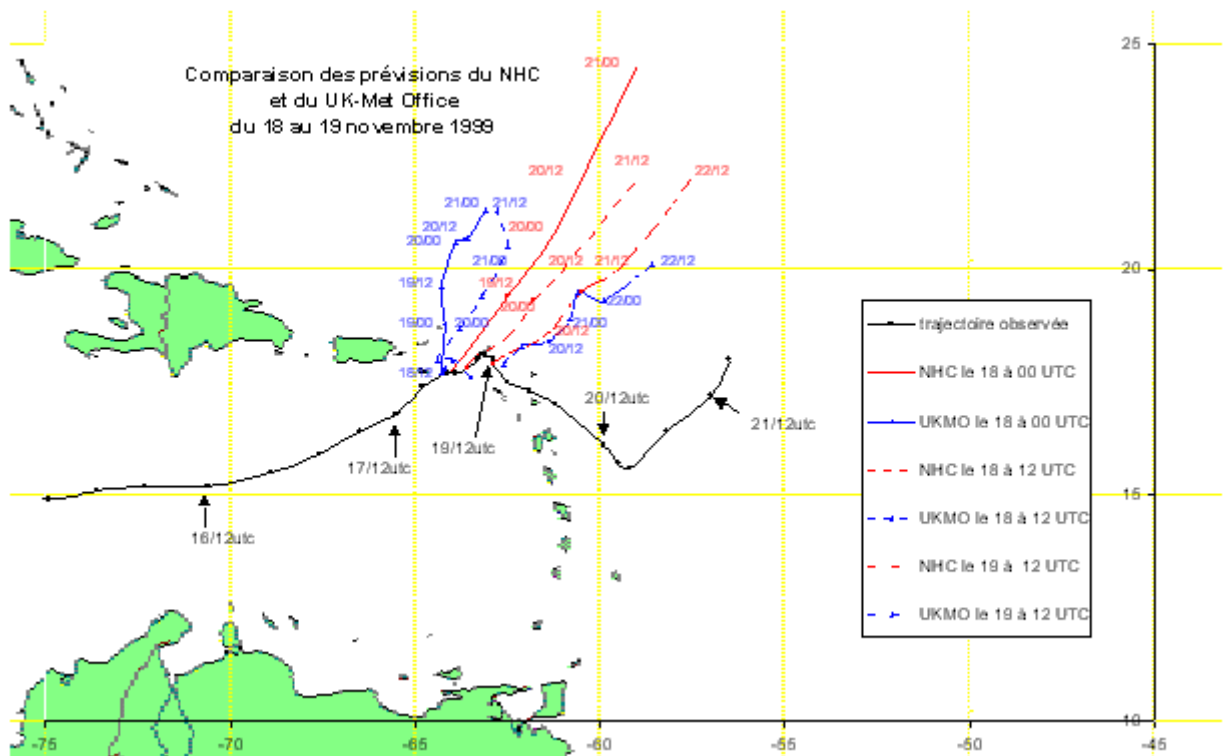 Comparaison des prévisions du NHC
et du UK-Met Office
du 18 au 19 novembre 1999
25
21/00
20/12
21/12
22/12
21/00
21/12
20/12
20/00
20/00
20
21/00
20/12
21/12
22/12
19/12
19/12
20/00
22/00
19/00
20/00
21/00
20/12
20/12
18/12
trajectoire observée
NHC le 18 à 00 UTC
UKMO le 18 à 00 UTC
NHC le 18 à 12 UTC
UKMO le 18 à 12 UTC
NHC le 19 à 12 UTC
UKMO le 19 à 12 UTC
20/12utc
21/12utc
19/12utc
17/12utc
16/12utc
15
10
-75
-70
-65
-60
-55
-50
-45